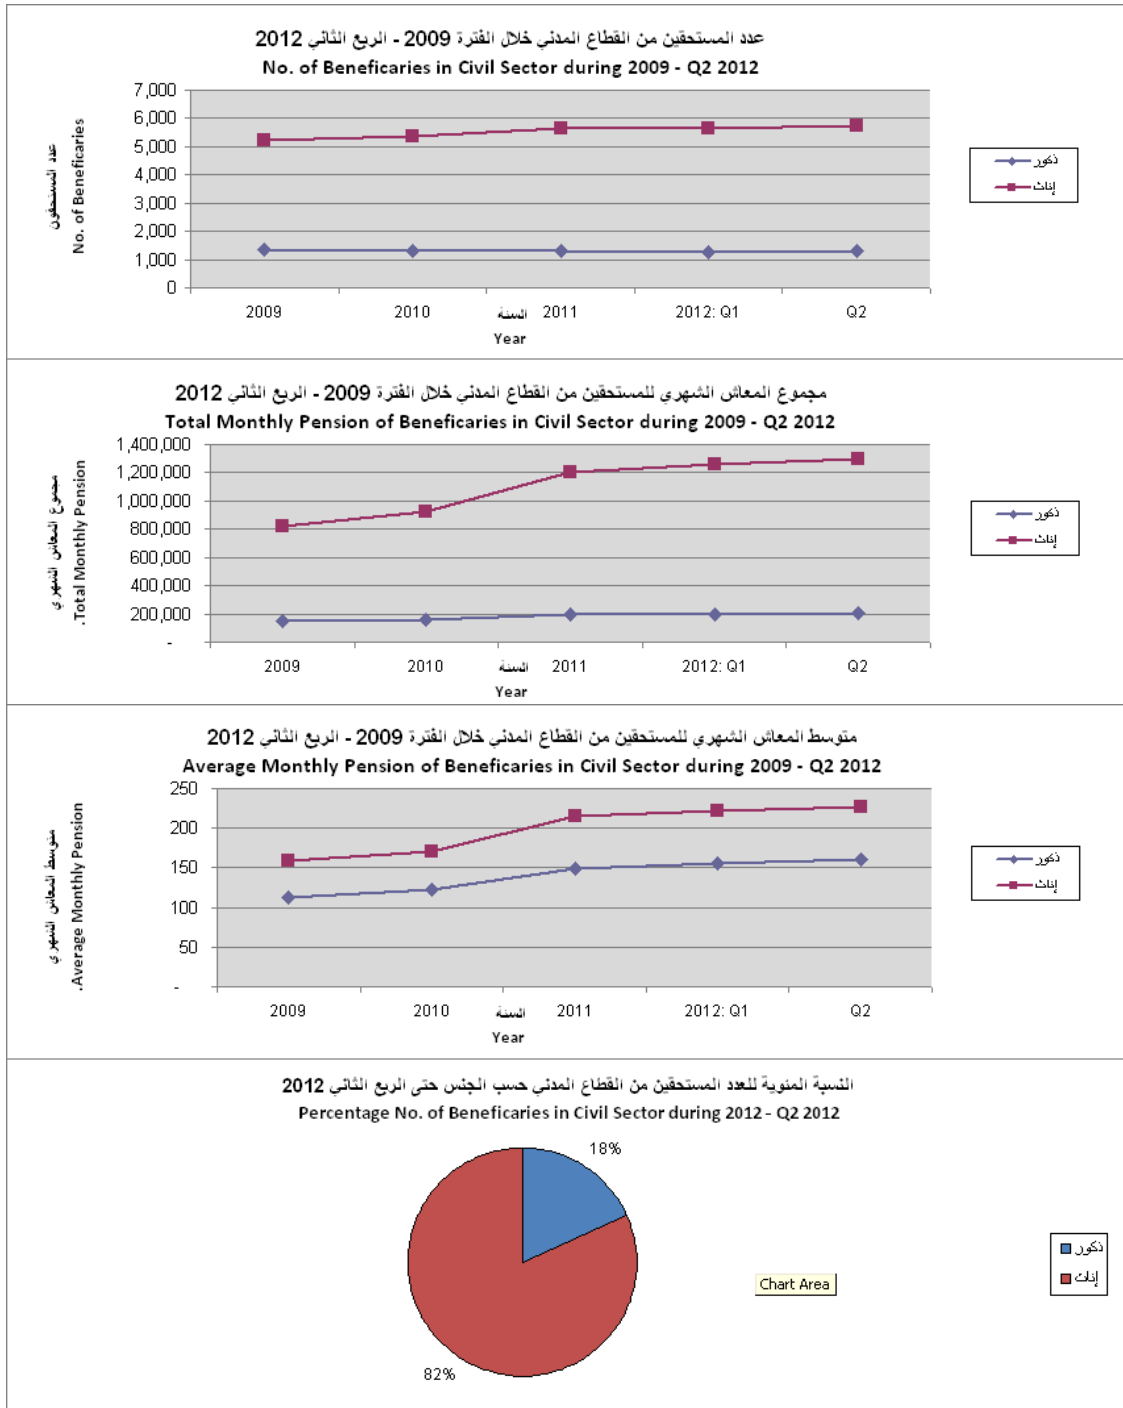 عدد المستحقين من القطاع المدني خلال الفترة 2009 - الربع الثاني 2012
No. of Beneficaries in Civil Sector during 2009 - Q2 2012
7,000
6,000
5,000
4,000
3,000
2,000
1,000
0
عدد المستحقون
No. of Beneficaries
2009
2010
2011
2012: Q1
Q2
السنة
Year
ذكور
إناث
مجموع المعاش الشهري للمستحقين من القطاع المدني خلال الفترة 2009 - الربع الثاني 2012
Total Monthly Pension of Beneficaries in Civil Sector during 2009 - Q2 2012
1,400,000
1,200,000
1,000,000
800,000
600,000
400,000
200,000
-
مجموع المعاش الشهري
Total Monthly Pension.
2009
2010
2011
2012: Q1
Q2
السنة
Year
ذكور
إناث
متوسط المعاش الشهري للمستحقين من القطاع المدني خلال الفترة 2009 - الربع الثاني 2012
Average Monthly Pension of Beneficaries in Civil Sector during 2009 - Q2 2012
250
200
150
100
50
-
متوسط المعاش الشهري
Average Monthly Pension.
2009
2010
2011
2012: Q1
Q2
السنة
Year
ذكور
إناث
النسبة المئوية للعدد المستحقين من القطاع المدني حسب الجنس حتى الربع الثاني 2012
Percentage No. of Beneficaries in Civil Sector during 2012 - Q2 2012
18%
82%
Chart Area
ذكور
إناث